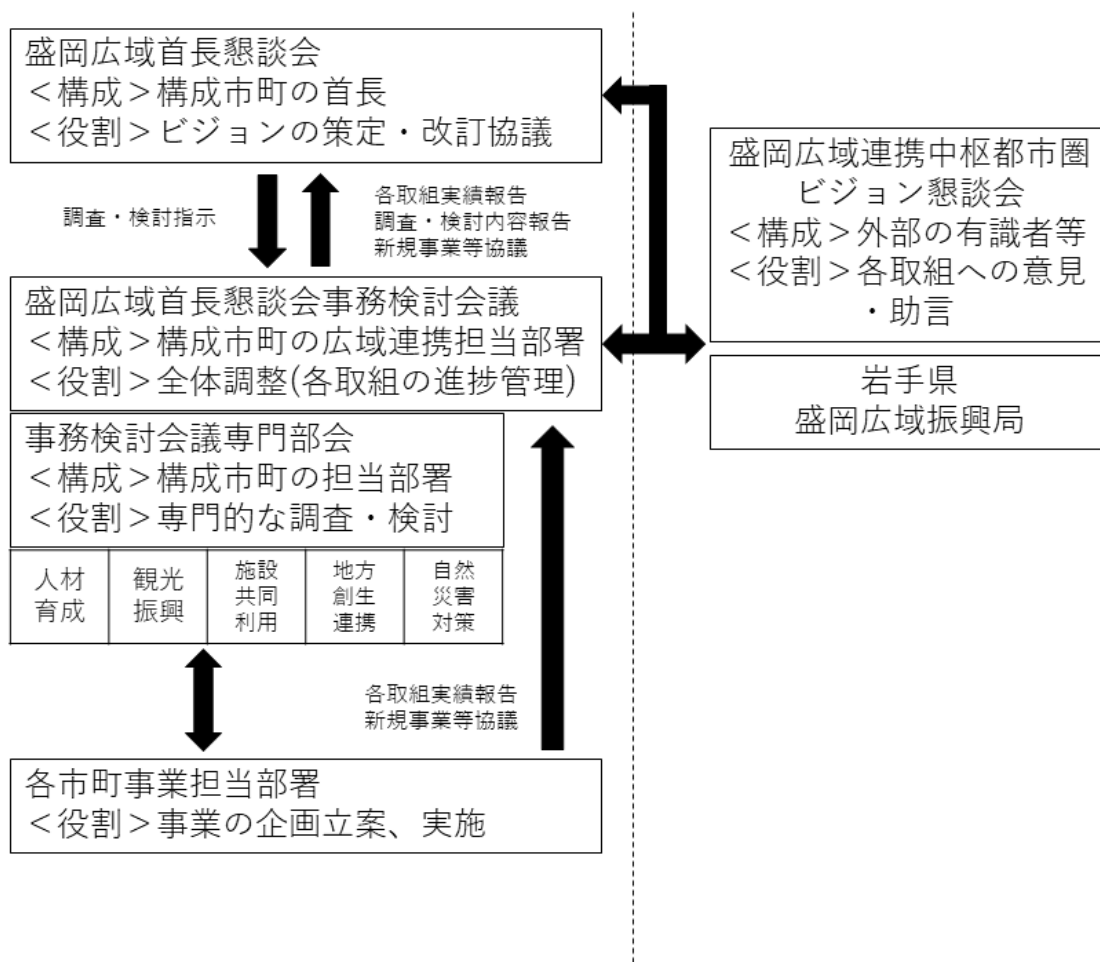 盛岡広域首長懇談会
＜構成＞構成市町の首長
＜役割＞ビジョンの策定・改訂協議
調査・検討指示
各取組実績報告
調査・検討内容報告
新規事業等協議
盛岡広域首長懇談会事務検討会議
＜構成＞構成市町の広域連携担当部署
＜役割＞全体調整(各取組の進捗管理)
事務検討会議専門部会
＜構成＞構成市町の担当部署
＜役割＞専門的な調査・検討
人材
育成
観光
振興
施設
共同
利用
地方
創生
連携
自然
災害
対策
各取組実績報告
新規事業等協議
各市町事業担当部署
＜役割＞事業の企画立案、実施
盛岡広域連携中枢都市圏
ビジョン懇談会
＜構成＞外部の有識者等
＜役割＞各取組への意見
・助言
岩手県
盛岡広域振興局